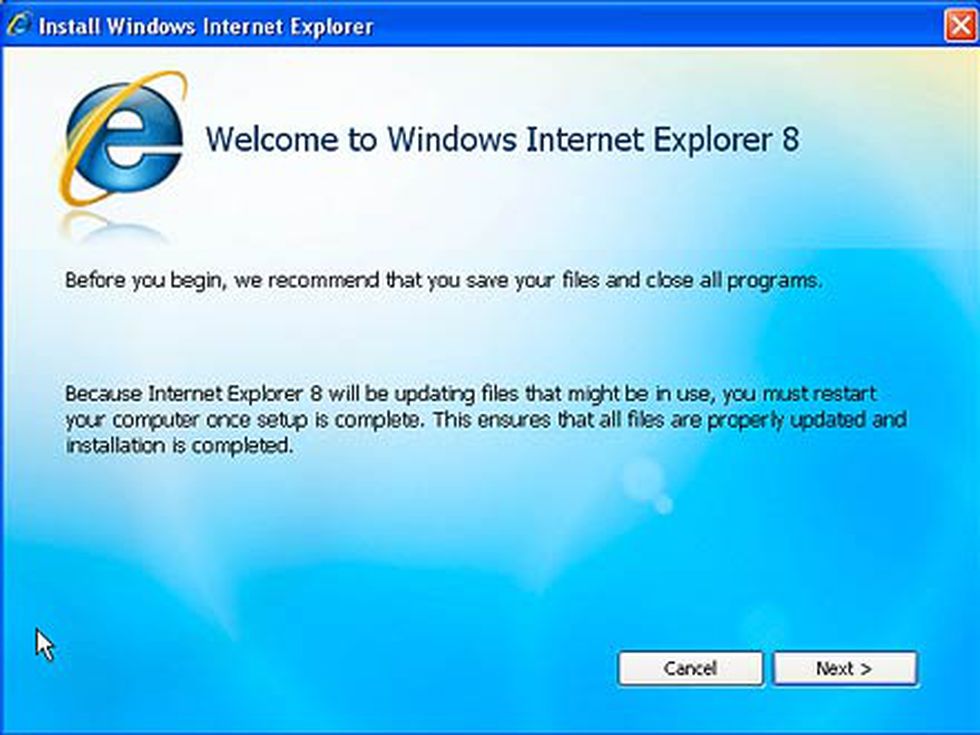 Install Windows Internet Explorer
Welcome to Windows Internet Explorer 8
Before you begin, we recommend that you save your files and close all programs.
Because Internet Explorer 8 will be updating files that might be in use, you must restart
your computer once setup is complete. This ensures that all files are properly updated and
installation is completed.
Cancel
Next >